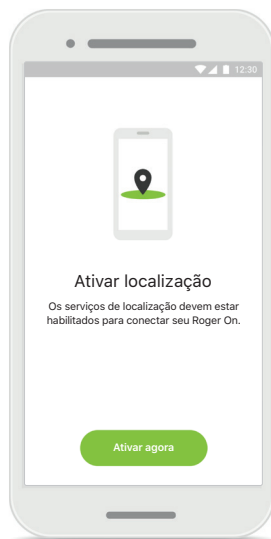 12:30
Ativar localização
Os serviços de localização devem estar
habilitados para conectar seu Roger On.
Ativar agora